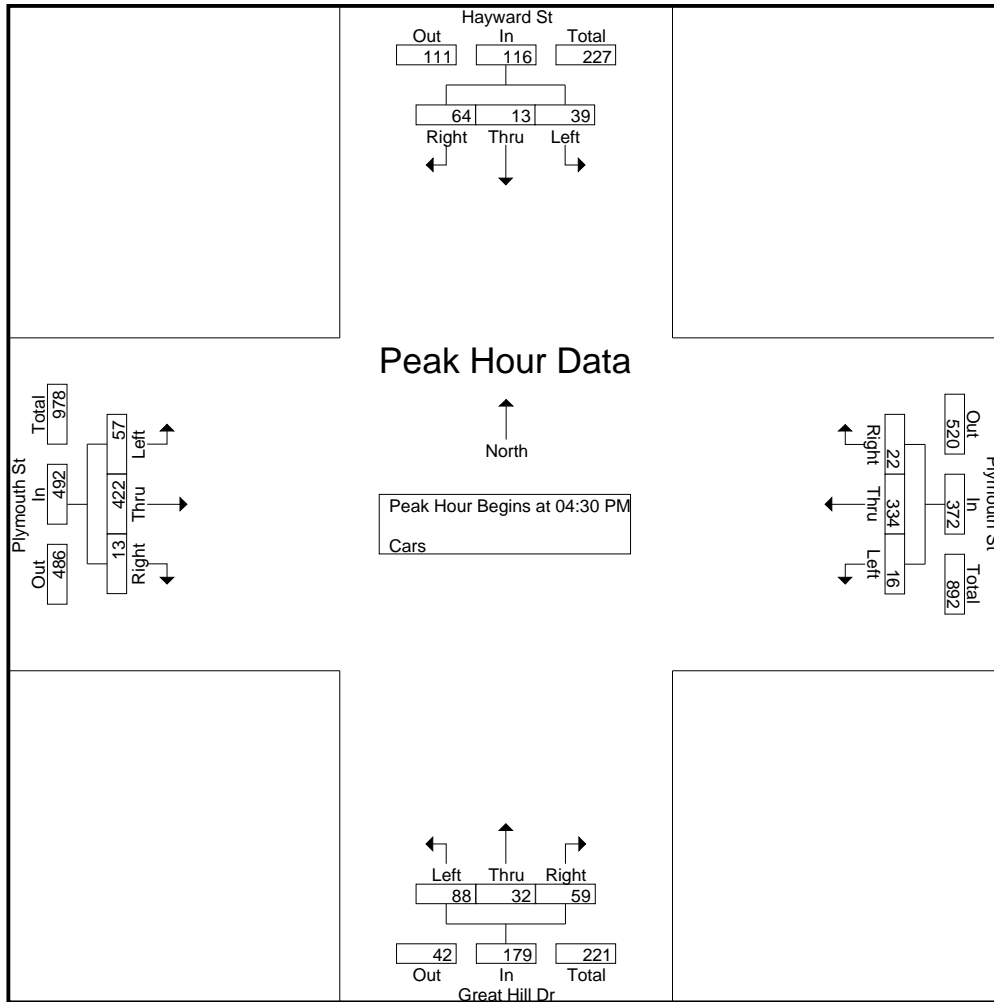 Hayward St
Out In Total
111 116 227
64 13 39
Right Thru Left
Peak Hour Data
North
Peak Hour Begins at 04:30 PM
Cars
Plymouth St
Total In Out
978 492 486
57 422 13
Left Thru Right
Plymouth St
Out In Total
520 372 892
22 334 16
Right Thru Left
Left Thru Right
88 32 59
42 179 221
Out In Total
Great Hill Dr